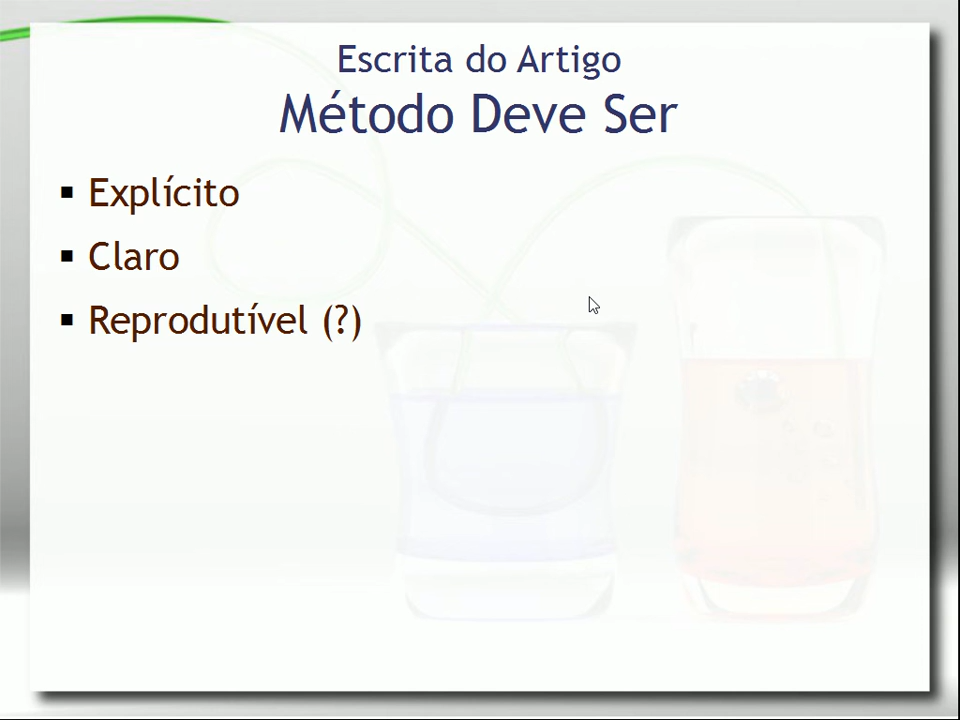 Escrita do Artigo
Método Deve Ser
▪ Explícito
▪ Claro
▪ Reprodutível (?)